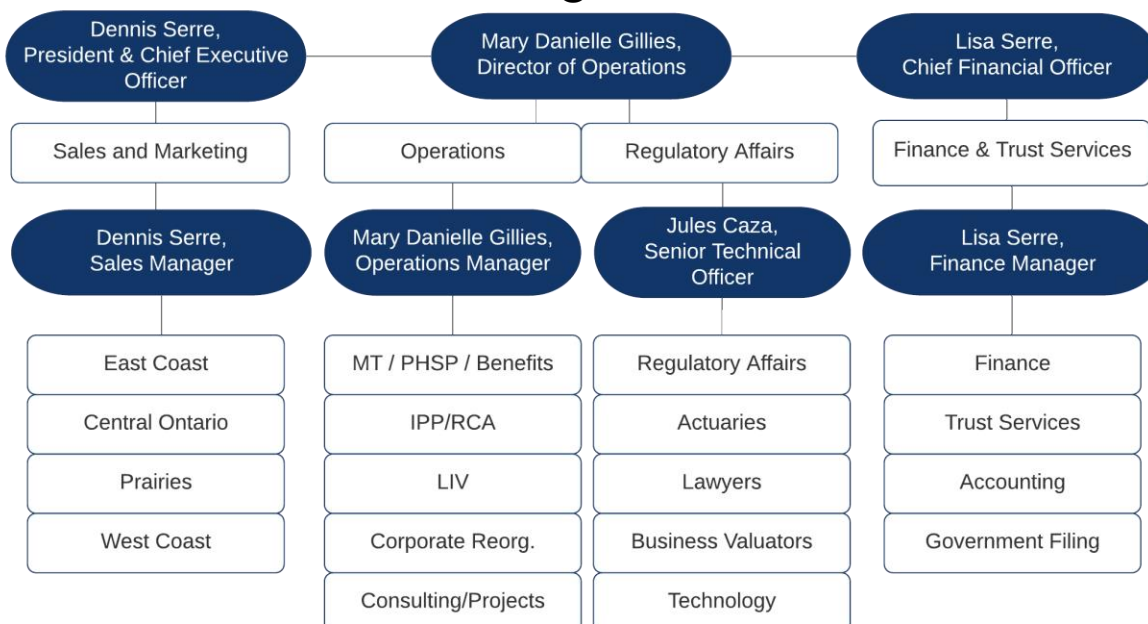 Dennis Serre,
President & Chief Executive
Officer
Mary Danielle Gillies,
Director of Operations
Lisa Serre,
Chief Financial Officer
Sales and Marketing
Operations
Regulatory Affairs
Finance & Trust Services
Dennis Serre,
Sales Manager
Mary Danielle Gillies,
Operations Manager
Jules Caza,
Senior Technical
Officer
Lisa Serre,
Finance Manager
East Coast
Central Ontario
Prairies
West Coast
MT / PHSP / Benefits
IPP/RCA
LIV
Corporate Reorg.
Consulting/Projects
Regulatory Affairs
Actuaries
Lawyers
Business Valuators
Technology
Finance
Trust Services
Accounting
Government Filing